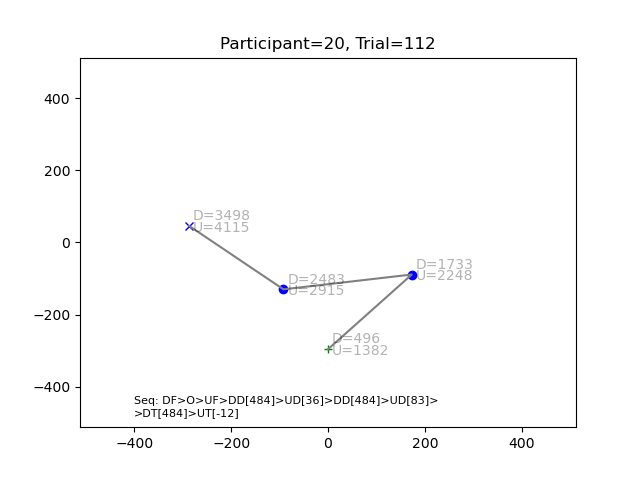 Participant=20, Trial=112
400
200
0
−200
−400
D=3498
U=4115
D=2483
U=2915
D=1733
U=2248
D=496
U=1382
Seq: DF>O>UF>DD[484]>UD[36]>DD[484]>UD[83]>
>DT[484]>UT[-12]
−400
−200
0
200
400